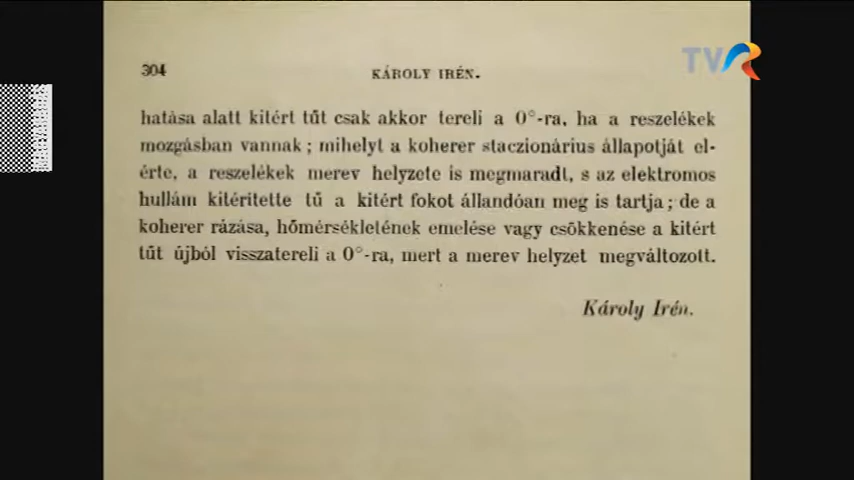 TVR
304
KÁROLY IRÉN.
hatása alatt kitért tűt csak akkor tereli a 0°-ra, ha a reszelékek
mozgásban vannak; mihelyt a koherer staczionárius állapotját el-
érte, a reszelékek merev helyzete is megmaradt, s az elektromos
hullám kitérítette tű a kitért fokot állandóan meg is tartja; de a
koherer rázása, hőmérsékletének emelése vagy csökkenése a kitért
tűt újból visszatereli a 0°-ra, mert a merev helyzet megváltozott.
Károly Irén.